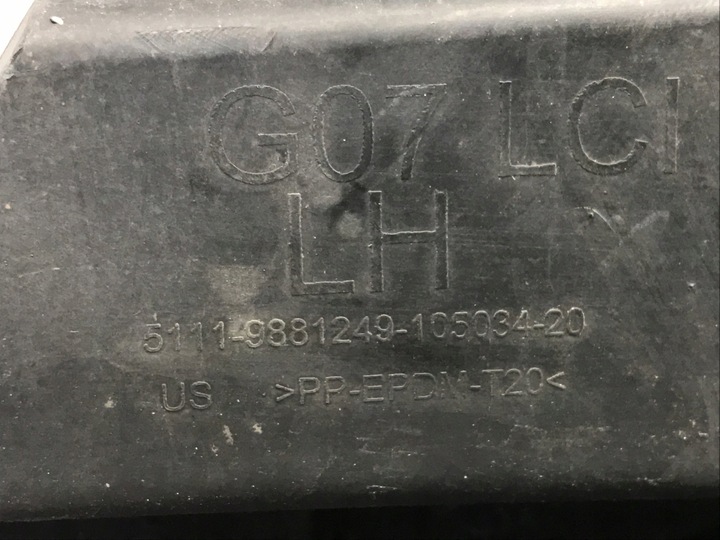 G07 LCI
LH
5111-9881249-105034-20
US >PP-EPDM-T20<